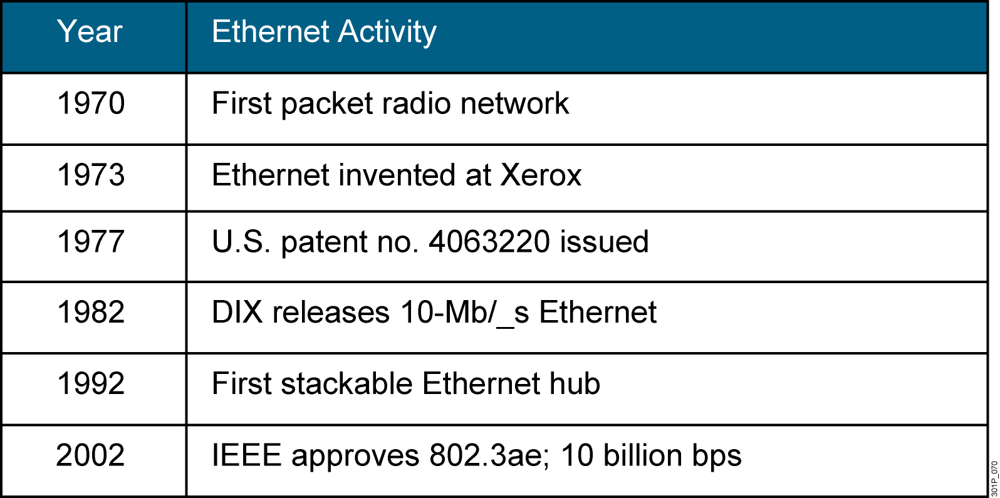 Year Ethernet Activity
1970 First packet radio network
1973 Ethernet invented at Xerox
1977 U.S. patent no. 4063220 issued
1982 DIX releases 10-Mb/_s Ethernet
1992 First stackable Ethernet hub
2002 IEEE approves 802.3ae; 10 billion bps
301P_070